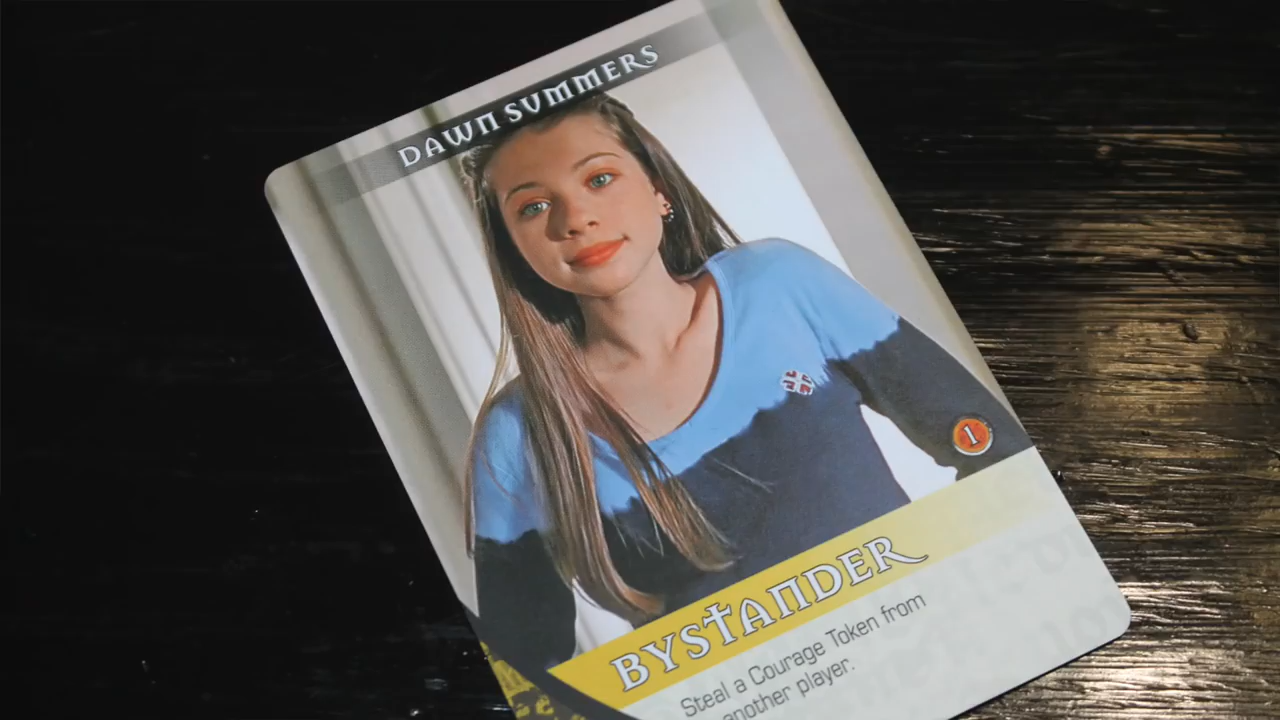 DAWN SUMMERS
1
BYSTANDER
Steal a Courage Token from
another player.